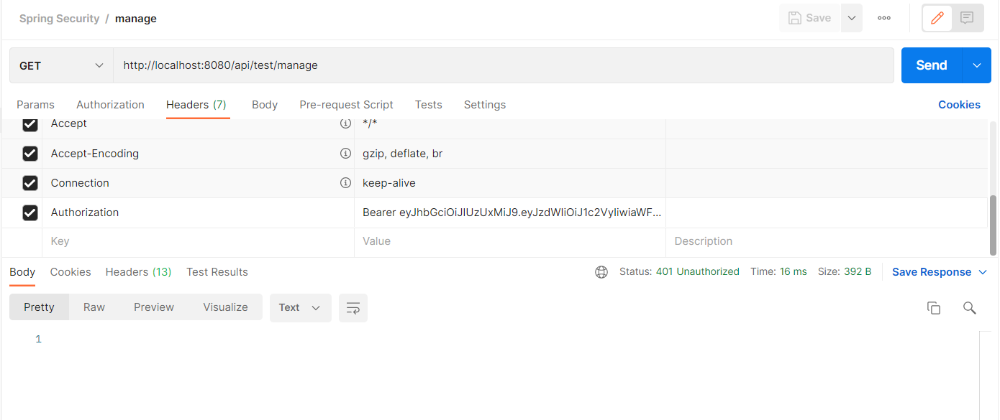 Spring Security / manage
Save
GET
http://localhost:8080/api/test/manage
Send
Params Authorization Headers (7) Body Pre-request Script Tests Settings
Cookies
Accept */*
Accept-Encoding gzip, deflate, br
Connection keep-alive
Authorization Bearer eyJhbGciOiJIUzUxMiJ9.eyJzdWIiOiJ1c2VyIiwiaWF...
Key Value Description
Body Cookies Headers (13) Test Results
Status: 401 Unauthorized Time: 16 ms Size: 392 B
Save Response
Pretty Raw Preview Visualize
Text
1